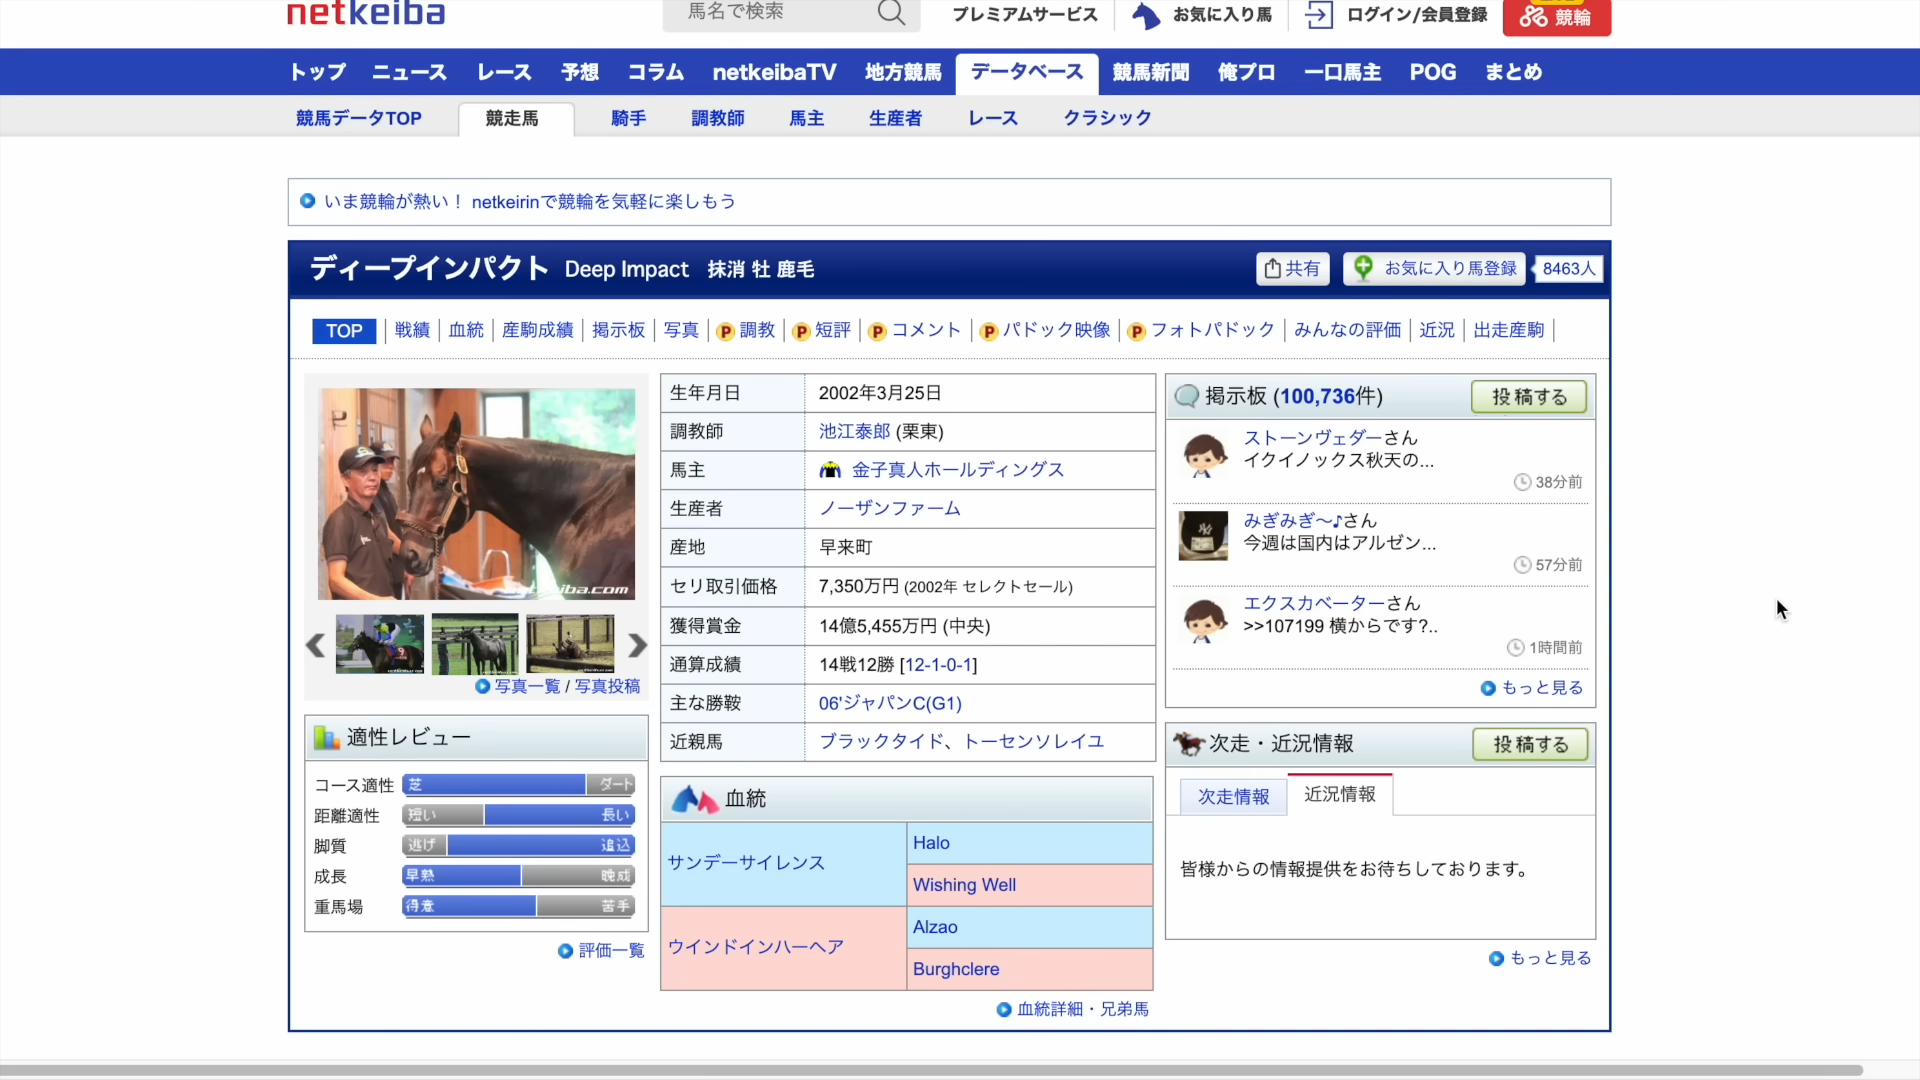 netkeiba
馬名で検索
プレミアムサービス
お気に入り馬
ログイン/会員登録
競輪
トップ ニュース レース 予想 コラム netkeibaTV 地方競馬 データベース 競馬新聞 俺プロ 一口馬主 POG まとめ
競馬データTOP 競走馬 騎手 調教師 馬主 生産者 レース クラシック
いま競輪が熱い！ netkeirinで競輪を気軽に楽しもう
ディープインパクト Deep Impact 抹消 牡 鹿毛
共有
お気に入り馬登録
8463人
TOP 戦績 血統 産駒成績 掲示板 写真 P 調教 P 短評 P コメント P パドック映像 P フォトパドック みんなの評価 近況 出走産駒
iba.com
写真一覧 / 写真投稿
適性レビュー
コース適性 芝 ダート
距離適性 短い 長い
脚質 逃げ 追込
成長 早熟 晩成
重馬場 得意 苦手
評価一覧
生年月日 2002年3月25日
調教師 池江泰郎 (栗東)
馬主 金子真人ホールディングス
生産者 ノーザンファーム
産地 早来町
セリ取引価格 7,350万円 (2002年 セレクトセール)
獲得賞金 14億5,455万円 (中央)
通算成績 14戦12勝 [12-1-0-1]
主な勝鞍 06'ジャパンC(G1)
近親馬 ブラックタイド、トーセンソレイユ
血統
サンデーサイレンス
Halo
Wishing Well
ウインドインハーヘア
Alzao
Burghclere
血統詳細・兄弟馬
掲示板 (100,736件)
投稿する
ストーンヴェダーさん
イクイノックス秋天の...
38分前
みぎみぎ〜♪さん
今週は国内はアルゼン...
57分前
エクスカベーターさん
>>107199 横からです?..
1時間前
もっと見る
次走・近況情報
投稿する
次走情報 近況情報
皆様からの情報提供をお待ちしております。
もっと見る